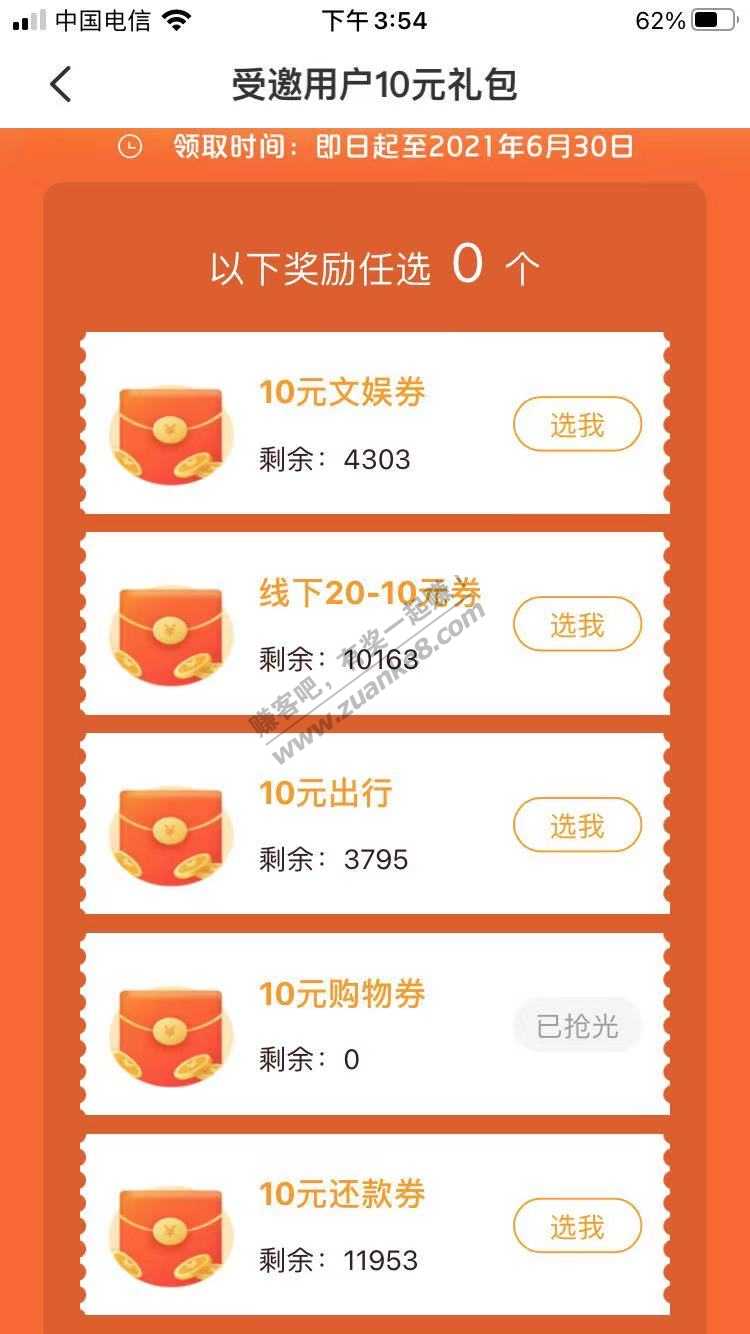 中国电信
下午3:54
62%
受邀用户10元礼包
领取时间：即日起至2021年6月30日
以下奖励任选 0 个
10元文娱券
剩余：4303
选我
线下20-10元券
剩余：10163
选我
赚客吧，有奖一起赚！
www.zuanke8.com
10元出行
剩余：3795
选我
10元购物券
剩余：0
已抢光
10元还款券
剩余：11953
选我